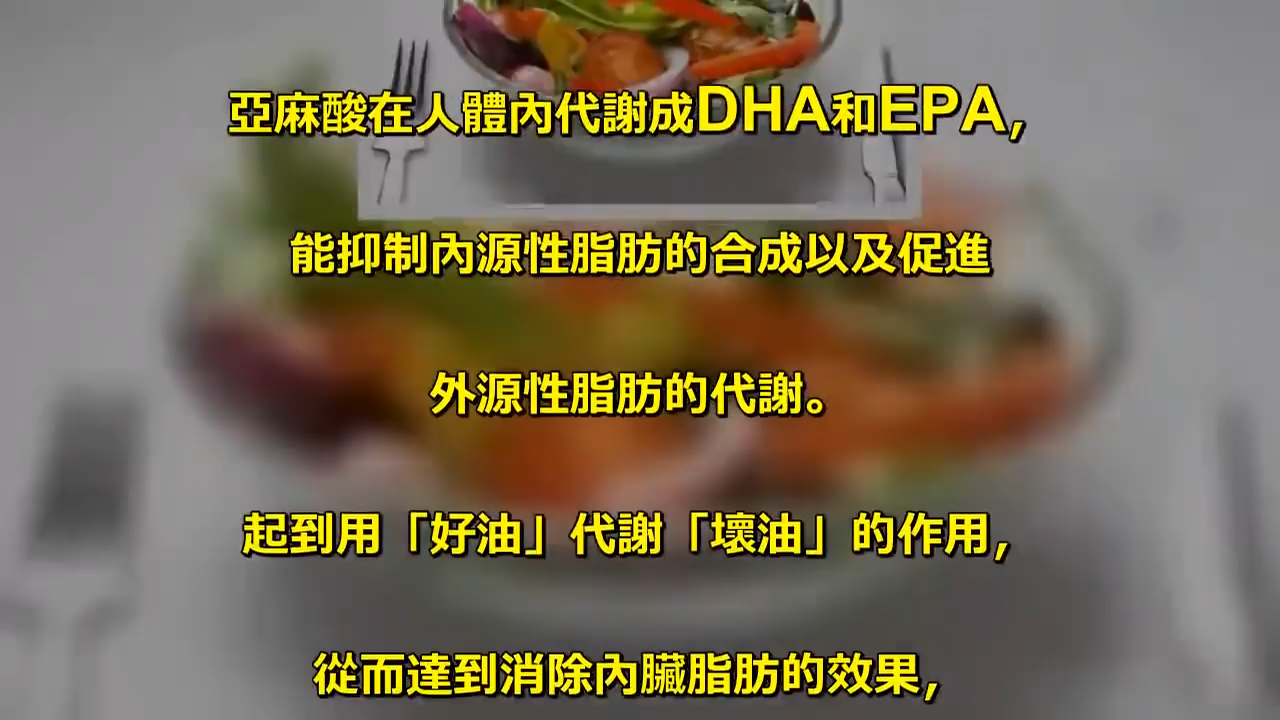 亞麻酸在人體內代謝成DHA和EPA,
能抑制內源性脂肪的合成以及促進
外源性脂肪的代謝。
起到用「好油」代謝「壞油」的作用,
從而達到消除內臟脂肪的效果,